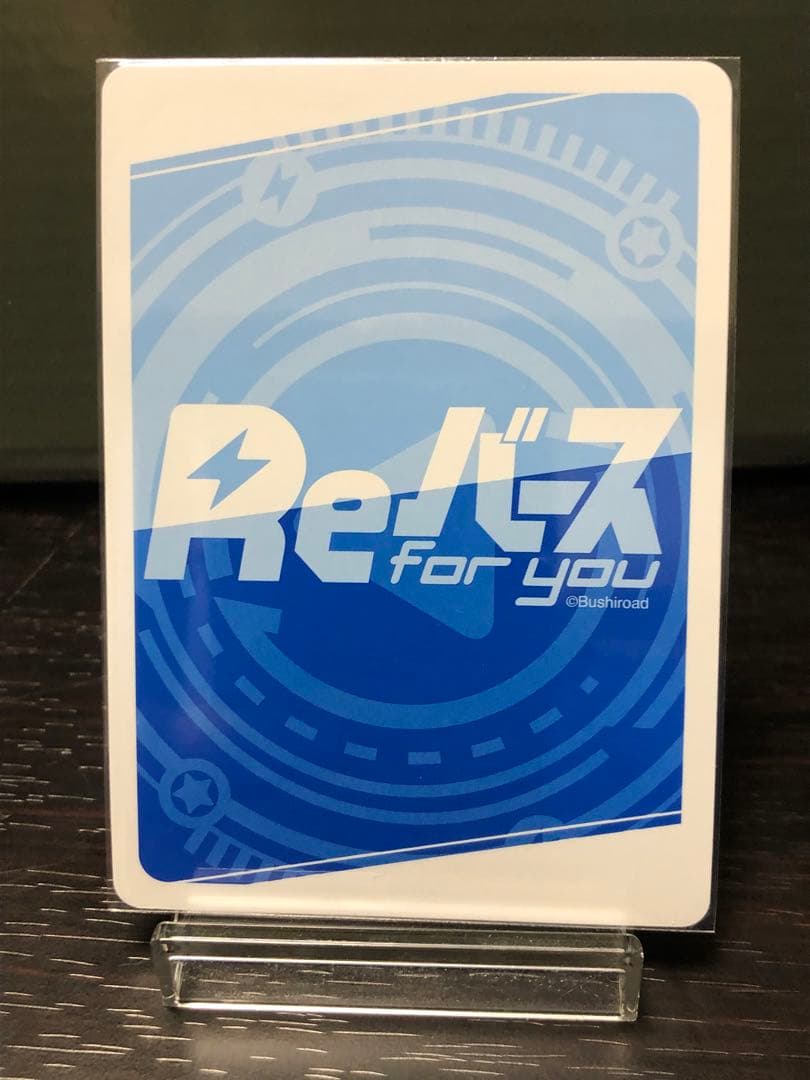 Reバース
for you
©Bushiroad